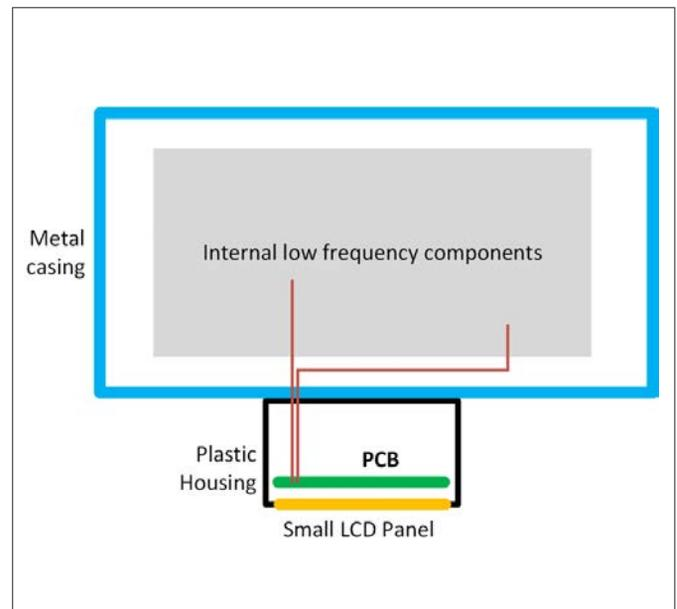 Metal
casing
Internal low frequency components
Plastic
Housing
PCB
Small LCD Panel